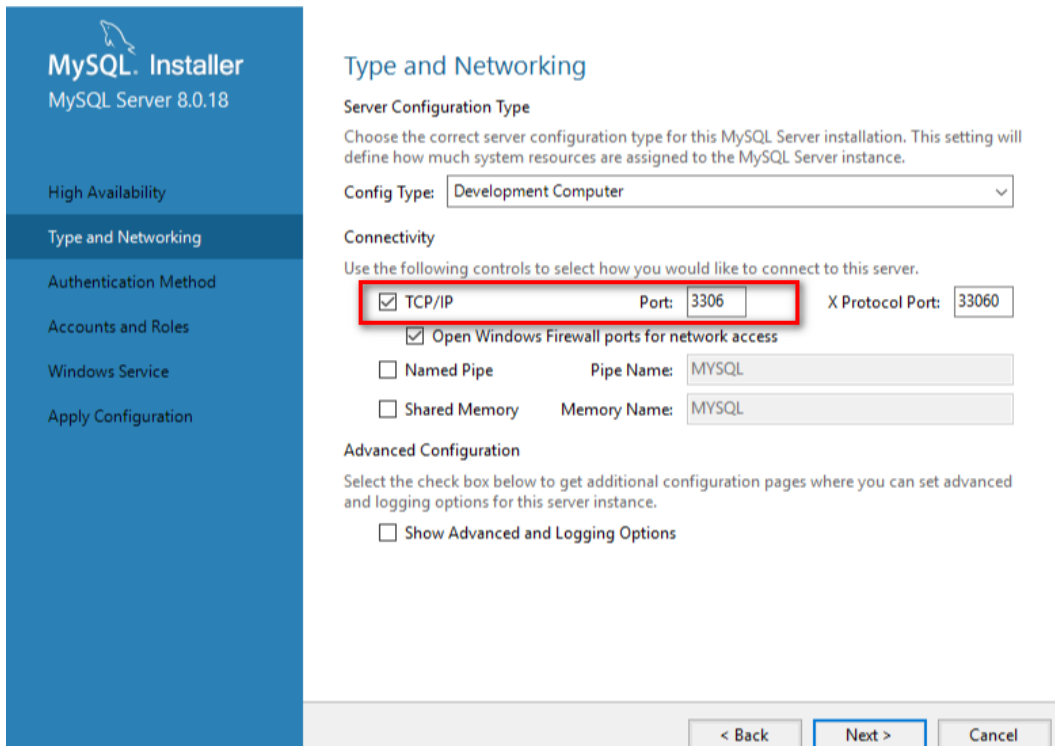 MySQL. Installer
MySQL Server 8.0.18
High Availability
Type and Networking
Authentication Method
Accounts and Roles
Windows Service
Apply Configuration
Type and Networking
Server Configuration Type
Choose the correct server configuration type for this MySQL Server installation. This setting will
define how much system resources are assigned to the MySQL Server instance.
Config Type: Development Computer
Connectivity
Use the following controls to select how you would like to connect to this server.
TCP/IP Port: 3306 X Protocol Port: 33060
Open Windows Firewall ports for network access
Named Pipe Pipe Name: MYSQL
Shared Memory Memory Name: MYSQL
Advanced Configuration
Select the check box below to get additional configuration pages where you can set advanced
and logging options for this server instance.
Show Advanced and Logging Options
< Back Next > Cancel